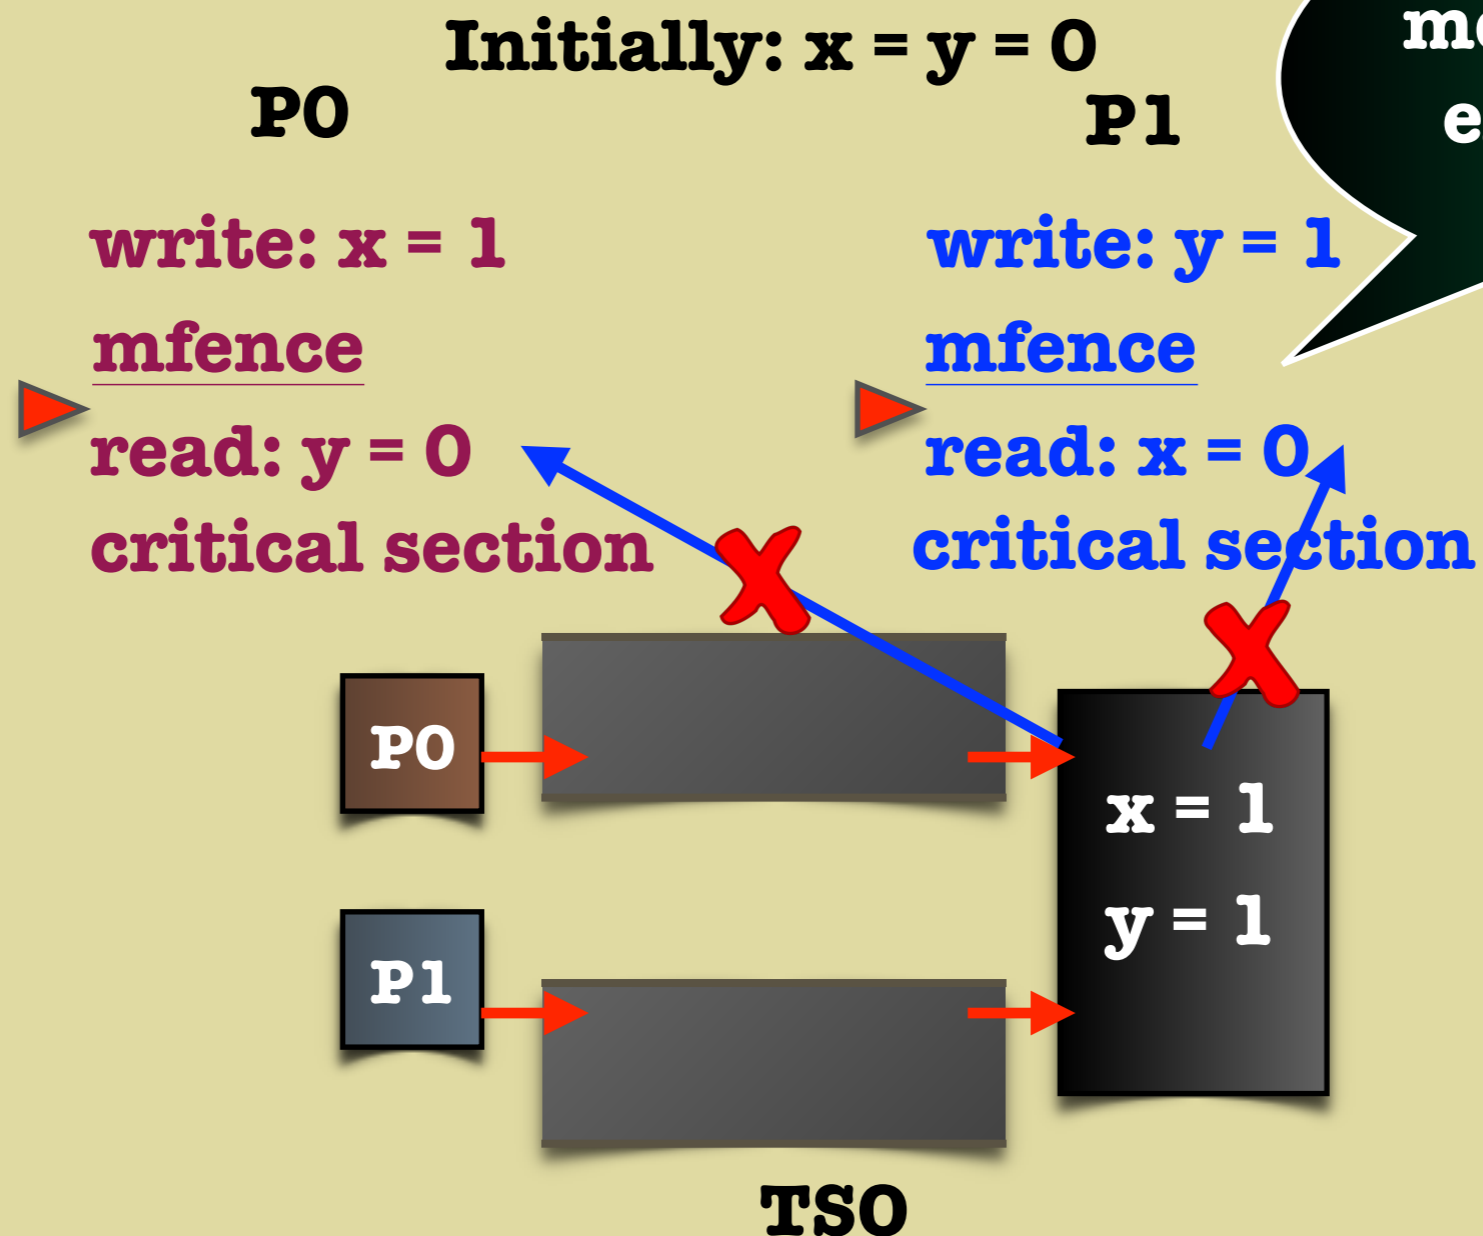 Initially: x = y = 0
P0
P1
write: x = 1
mfence
read: y = 0
critical section
write: y = 1
mfence
read: x = 0
critical section
P0
P1
x = 1
y = 1
TSO